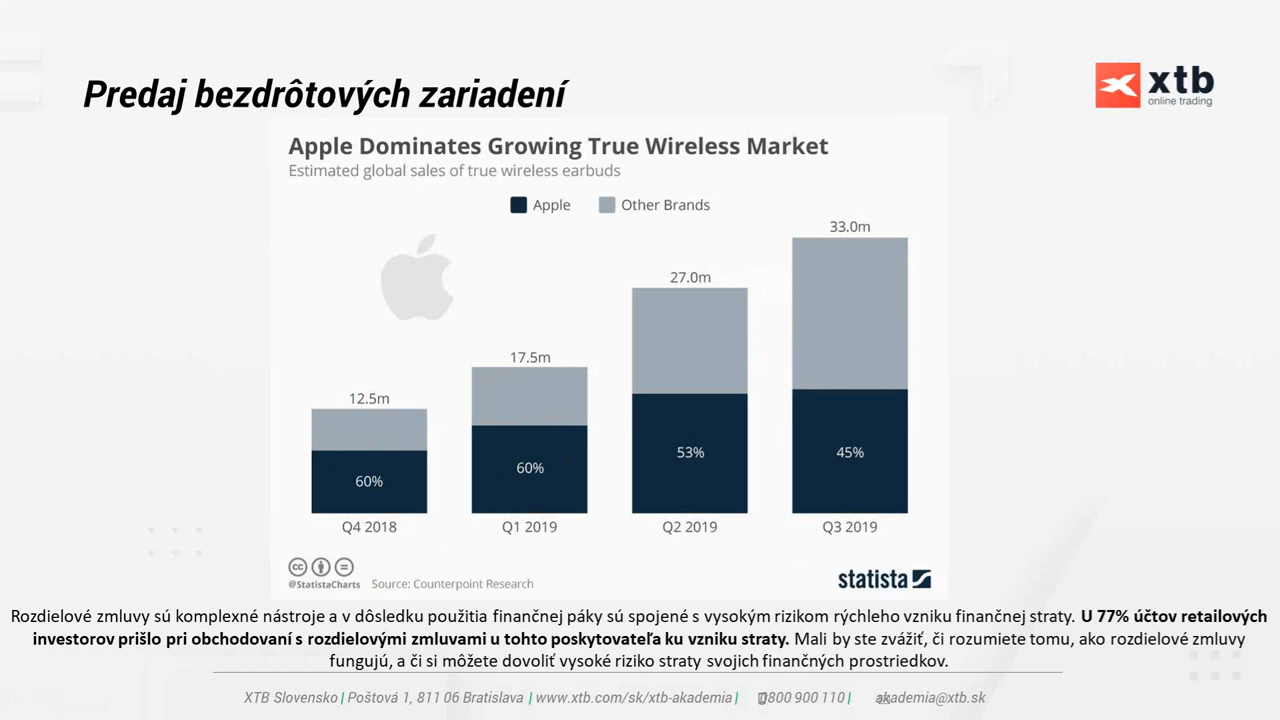 Predaj bezdrôtových zariadení
xtb
online trading
Apple Dominates Growing True Wireless Market
Estimated global sales of true wireless earbuds
Apple Other Brands
33.0m
27.0m
17.5m
12.5m
60% 60% 53% 45%
Q4 2018 Q1 2019 Q2 2019 Q3 2019
@StatistaCharts Source: Counterpoint Research
statista
Rozdielové zmluvy sú komplexné nástroje a v dôsledku použitia finančnej páky sú spojené s vysokým rizikom rýchleho vzniku finančnej straty. U 77% účtov retailových
investorov prišlo pri obchodovaní s rozdielovými zmluvami u tohto poskytovateľa ku vzniku straty. Mali by ste zvážiť, či rozumiete tomu, ako rozdielové zmluvy
fungujú, a či si môžete dovoliť vysoké riziko straty svojich finančných prostriedkov.
XTB Slovensko | Poštová 1, 811 06 Bratislava | www.xtb.com/sk/xtb-akademia | 0800 900 110 | akademia@xtb.sk